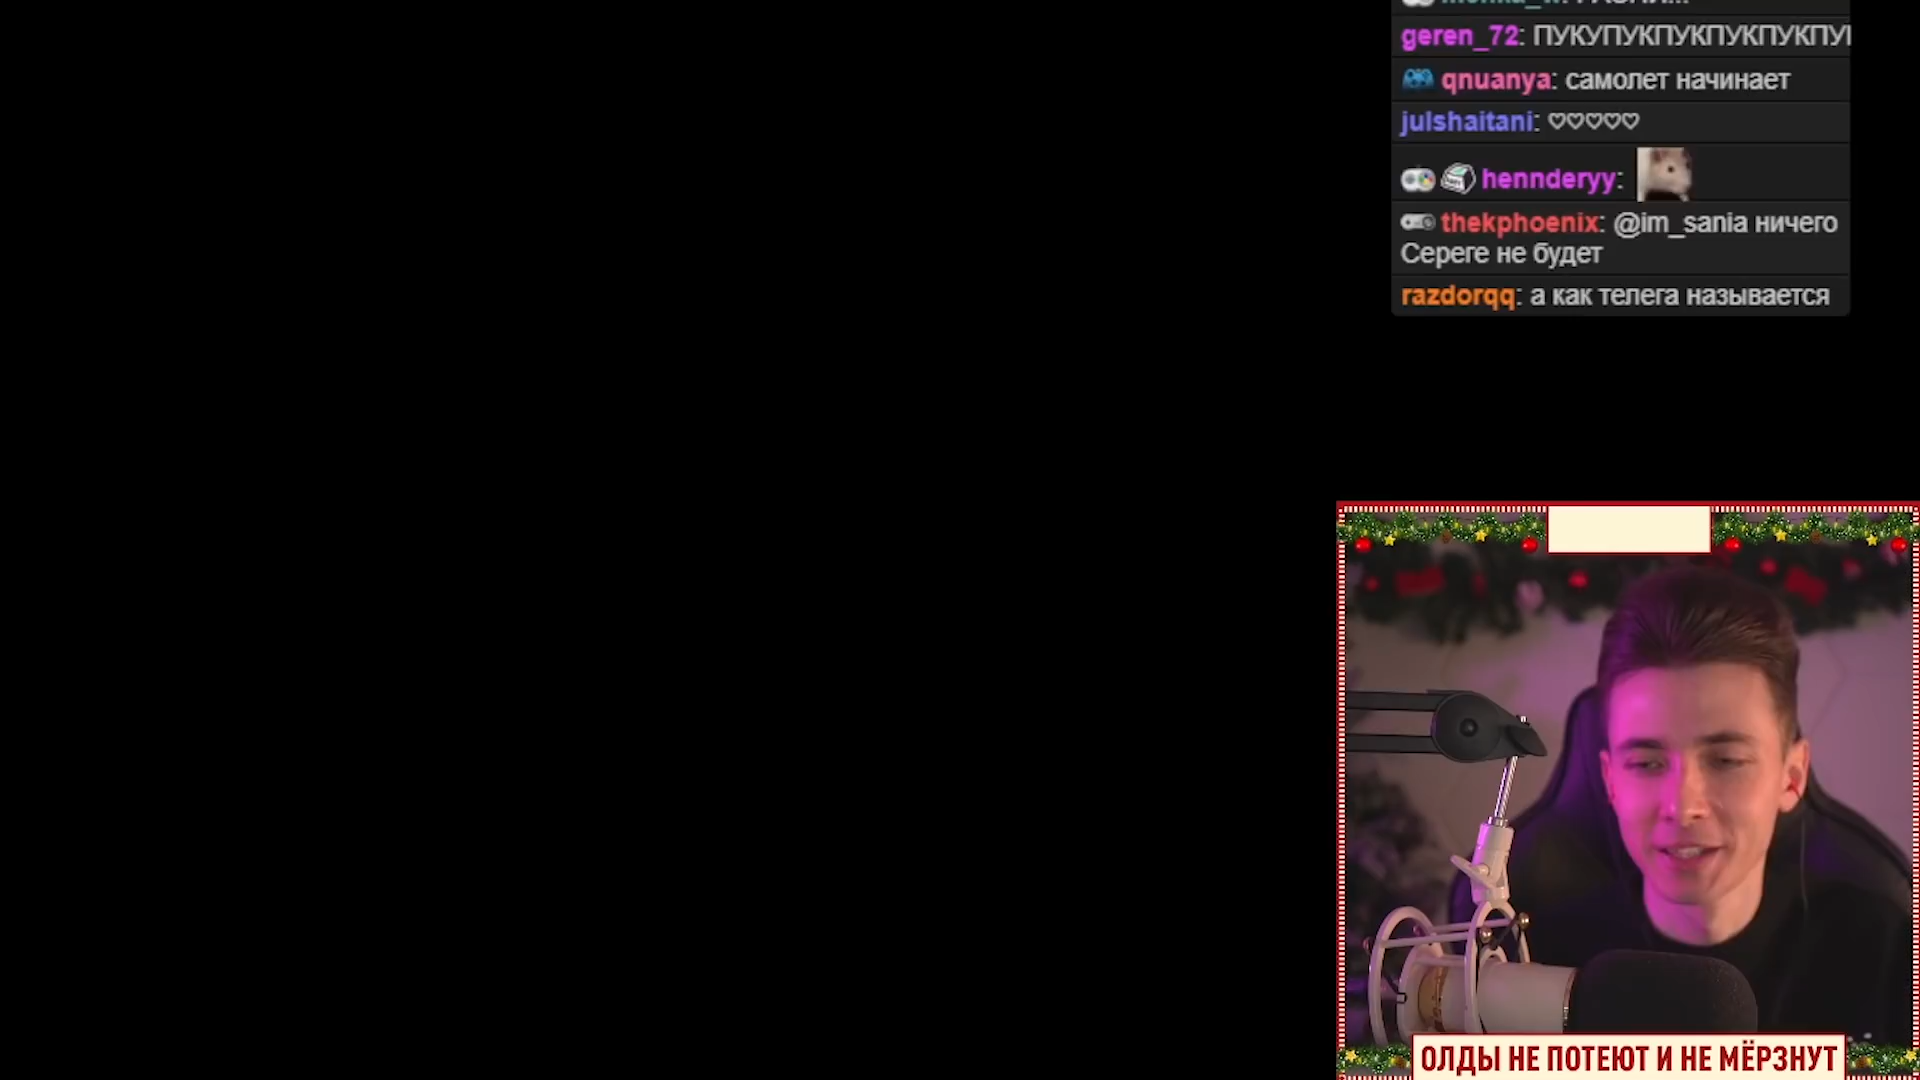 geren_72: ПУКУПУКПУКПУКПУКПУ
qnuanya: самолет начинает
julshaitani: ♡♡♡♡♡
hennderyy:
thekphoenix: @im_sania ничего
Сереге не будет
razdorqq: а как телега называется
ОЛДЫ НЕ ПОТЕЮТ И НЕ МЁРЗНУТ